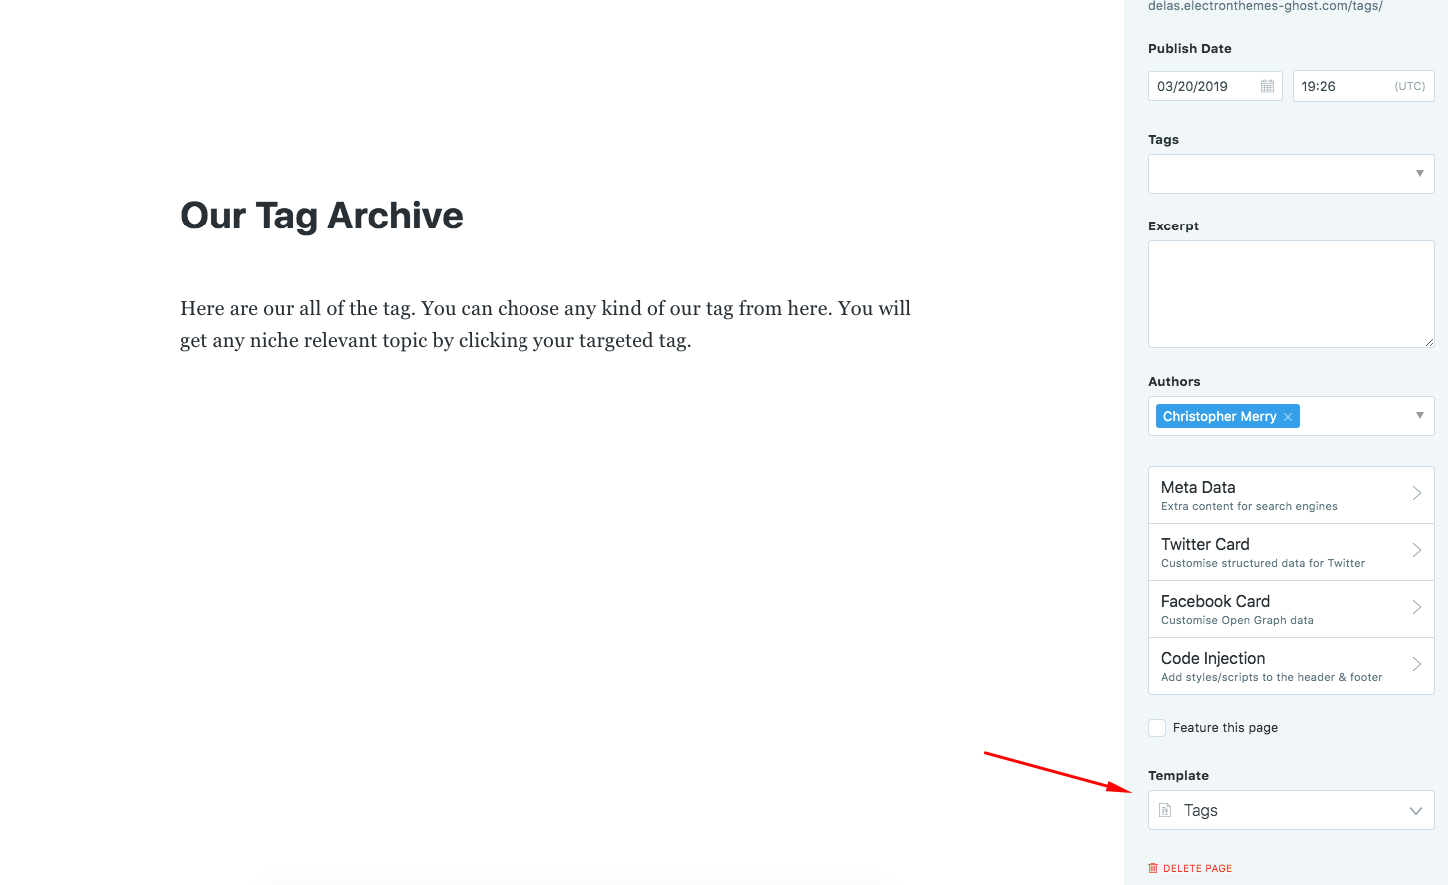 delas.electronthemes-ghost.com/tags/
Publish Date
03/20/2019
19:26 (UTC)
Tags
Our Tag Archive
Here are our all of the tag. You can choose any kind of our tag from here. You will
get any niche relevant topic by clicking your targeted tag.
Excerpt
Authors
Christopher Merry ×
Meta Data
Extra content for search engines
Twitter Card
Customise structured data for Twitter
Facebook Card
Customise Open Graph data
Code Injection
Add styles/scripts to the header & footer
Feature this page
Template
Tags
DELETE PAGE